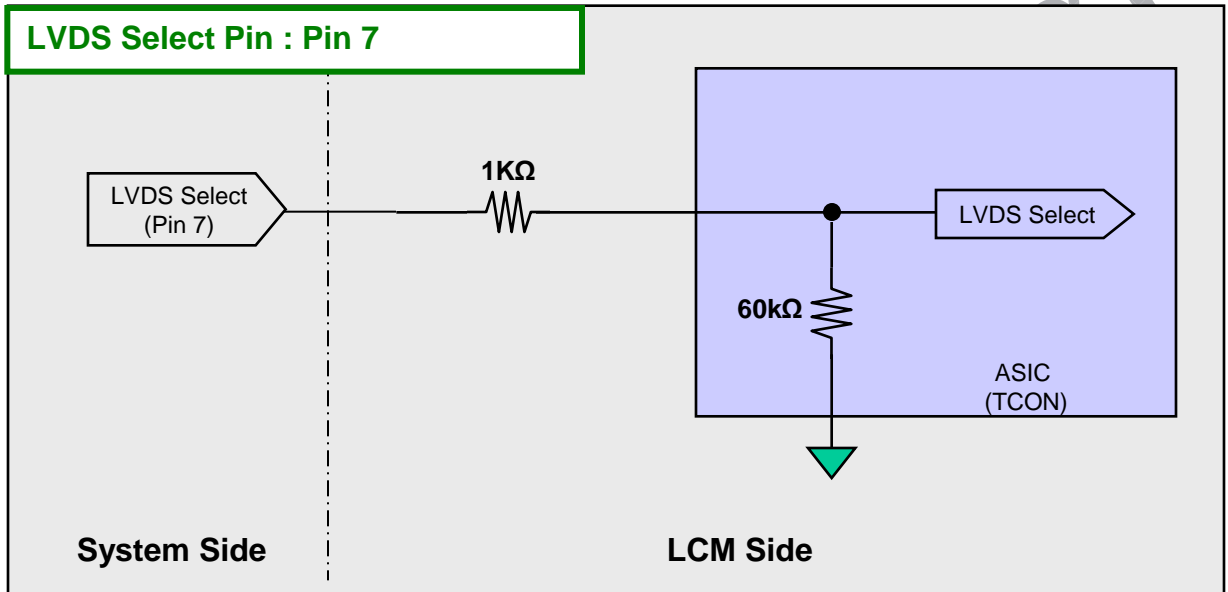 LVDS Select Pin : Pin 7
1KΩ
LVDS Select
(Pin 7)
LVDS Select
60kΩ
ASIC
(TCON)
System Side
LCM Side